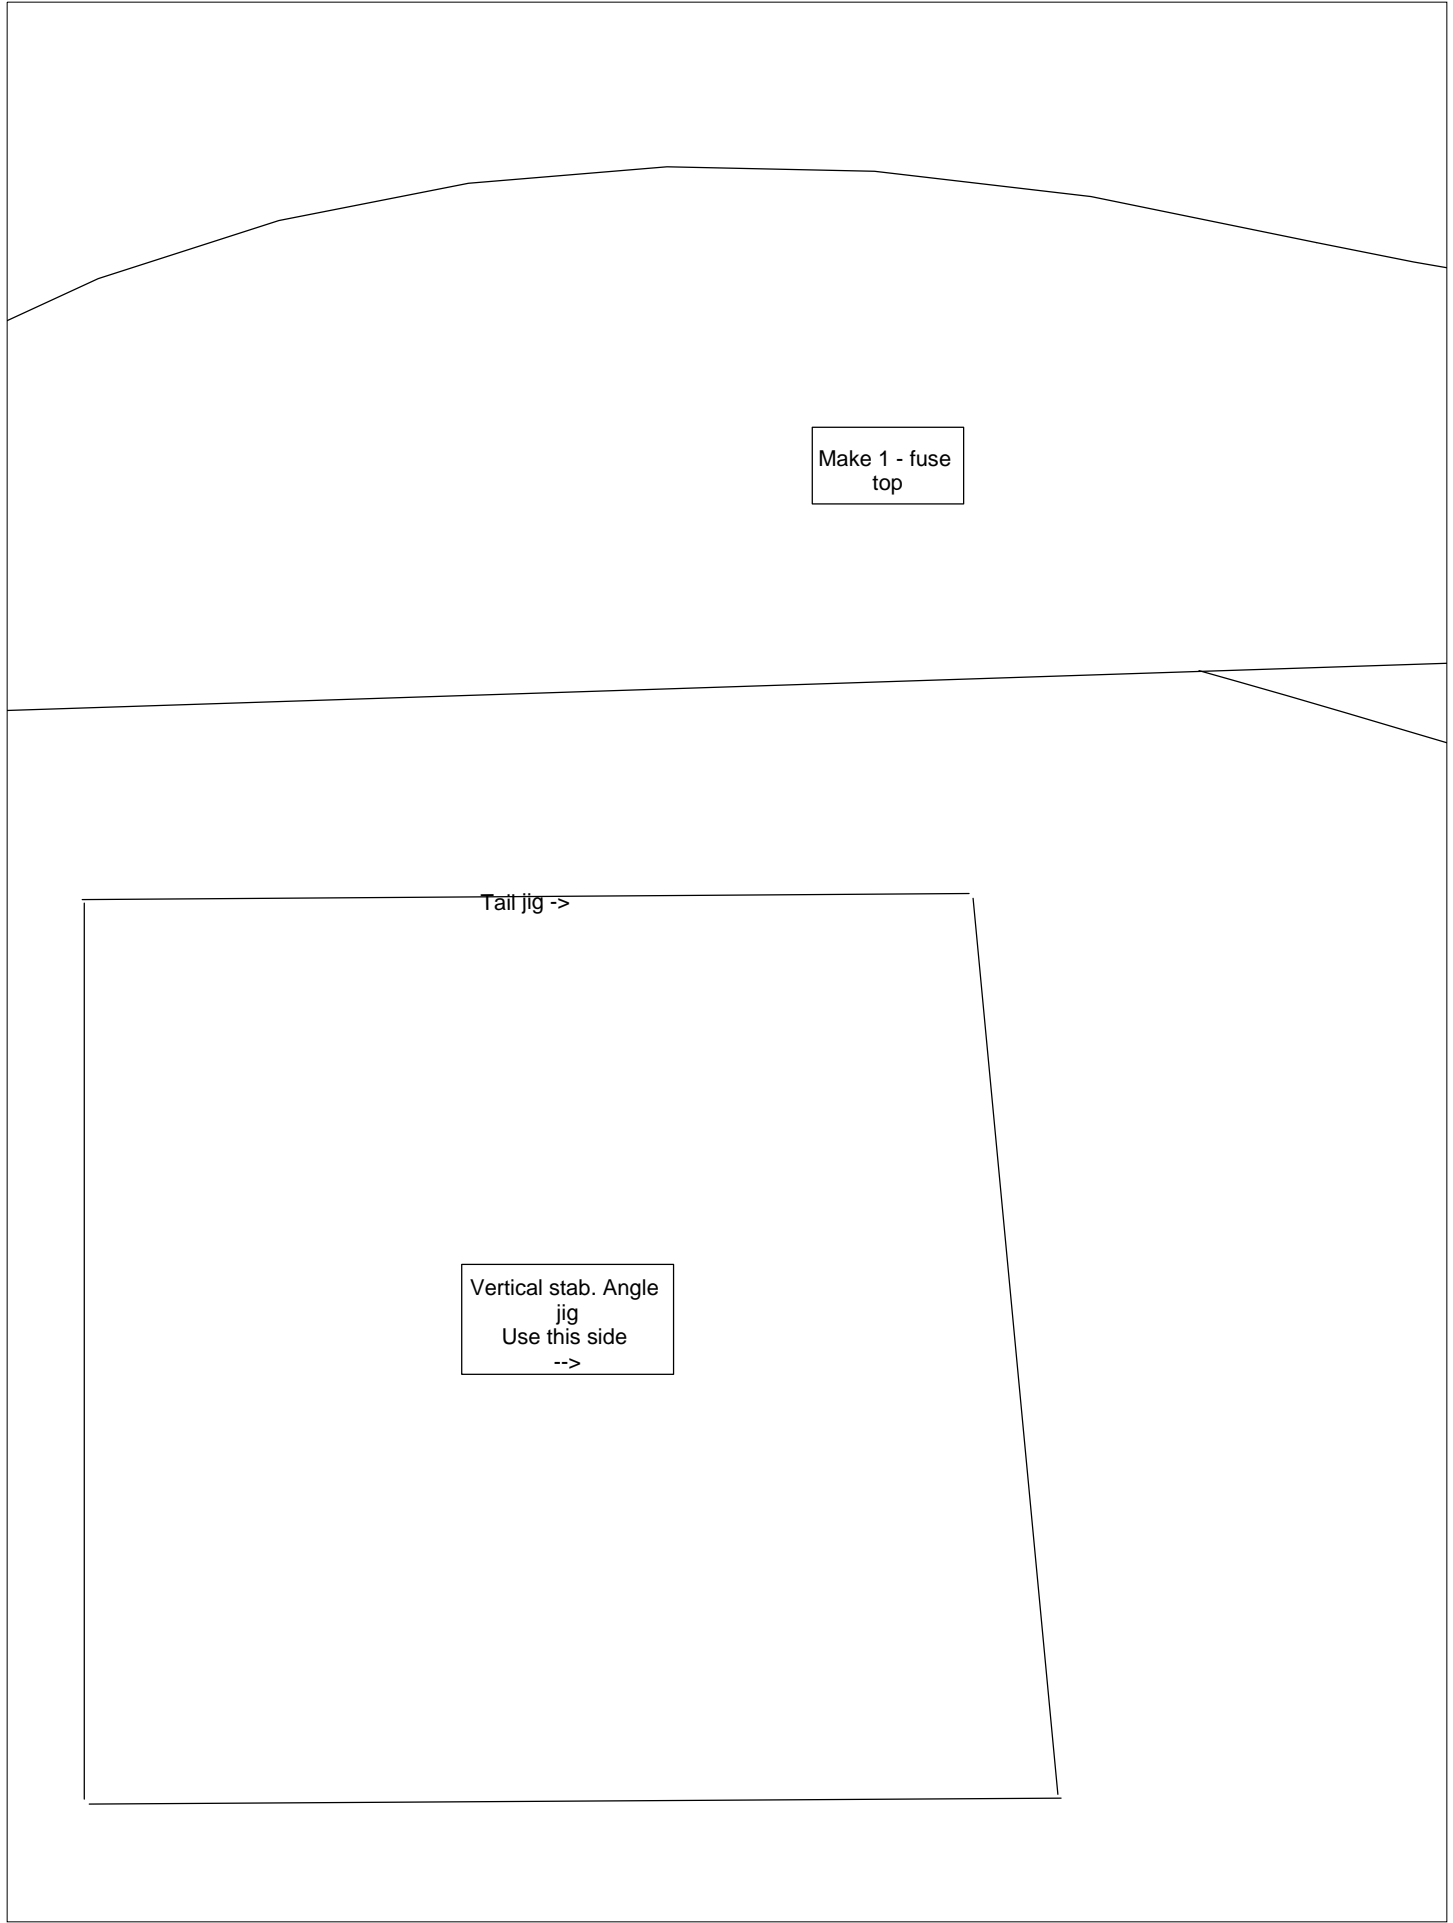 Make 1 - fuse
top
Tail jig ->
Vertical stab. Angle
jig
Use this side
-->